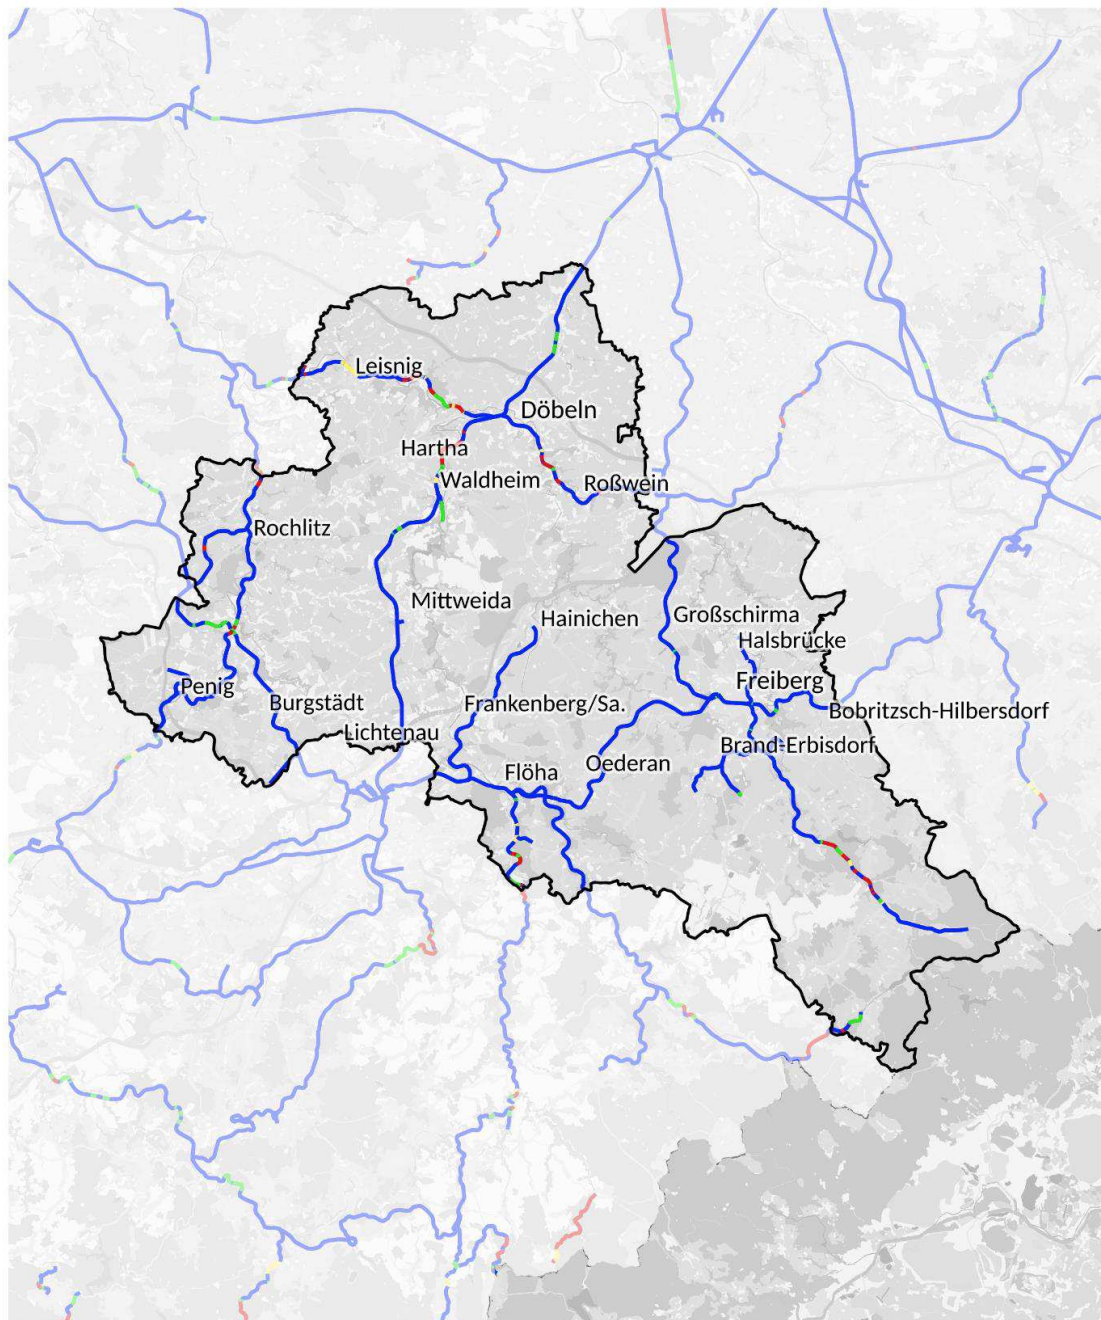 Leisnig
Döbeln
Hartha
Waldheim
Roßwein
Rochlitz
Mittweida
Hainichen
Großschirma
Halsbrücke
Penig
Freiberg
Burgstädt
Frankenberg/Sa.
Bobritzsch-Hilbersdorf
Lichtenau
Brand-Erbisdorf
Flöha
Oederan